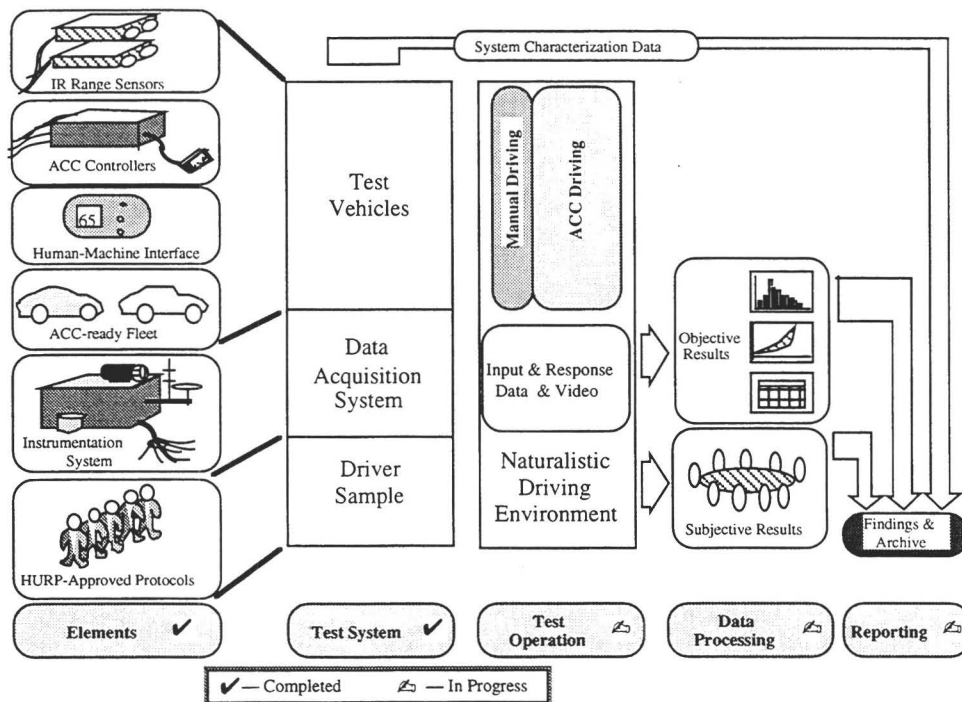 System Characterization Data
IR Range Sensors
ACC Controllers
65
Human-Machine Interface
ACC-ready Fleet
Instrumentation
System
HURP-Approved Protocols
Test
Vehicles
Data
Acquisition
System
Driver
Sample
Manual Driving
ACC Driving
Input & Response
Data & Video
Naturalistic
Driving
Environment
Objective
Results
Subjective Results
Findings &
Archive
Elements ✔
Test System ✔
Test
Operation ✍
Data
Processing ✍
Reporting ✍
✔ — Completed ✍ — In Progress